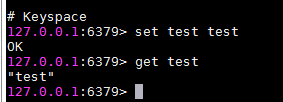 # Keyspace
127.0.0.1:6379> set test test
OK
127.0.0.1:6379> get test
"test"
127.0.0.1:6379>